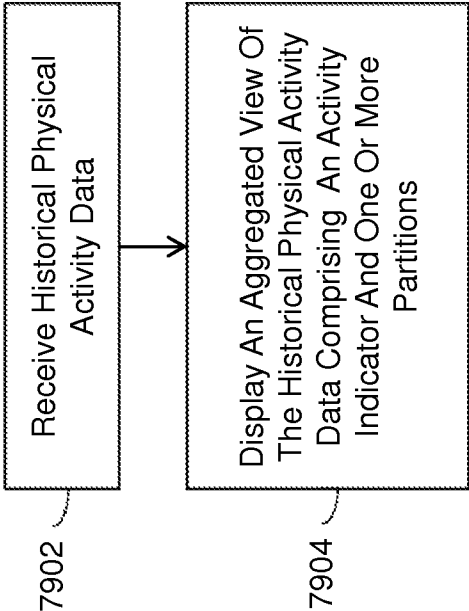 Receive Historical Physical
Activity Data
7902
Display An Aggregated View Of
The Historical Physical Activity
Data Comprising An Activity
Indicator And One Or More
Partitions
7904